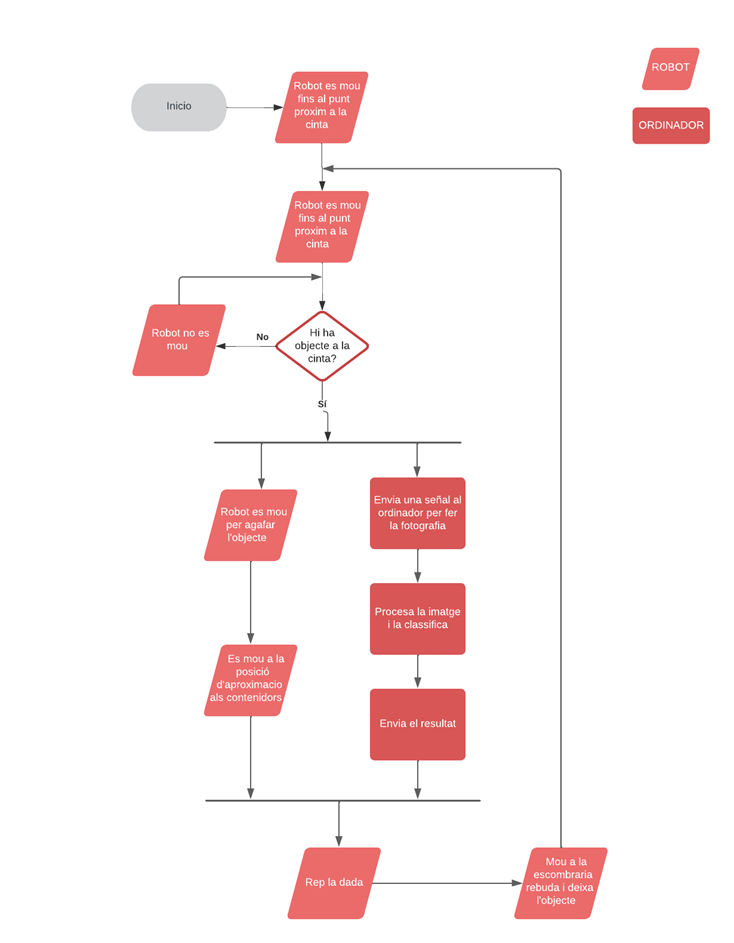 ROBOT
ORDINADOR
Inicio
Robot es mou
fins al punt
proxim a la
cinta
Robot es mou
fins al punt
proxim a la
cinta
Robot no es
mou
No
Hi ha
objecte a la
cinta?
Sí
Robot es mou
per agafar
l'objecte
Envia una señal al
ordinador per fer
la fotografia
Procesa la imatge
i la classifica
Es mou a la
posició
d'aproximacio
als contenidors
Envia el resultat
Rep la dada
Mou a la
escombraria
rebuda i deixa
l'objecte